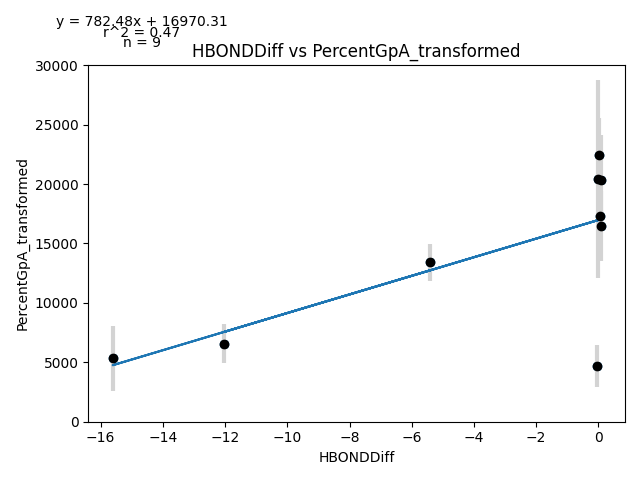 y = 782.48x + 16970.31
r^2 = 0.47
n = 9
HBONDDiff vs PercentGpA_transformed
30000
25000
20000
15000
10000
5000
0
PercentGpA_transformed
−16
−14
−12
−10
−8
−6
−4
−2
0
HBONDDiff